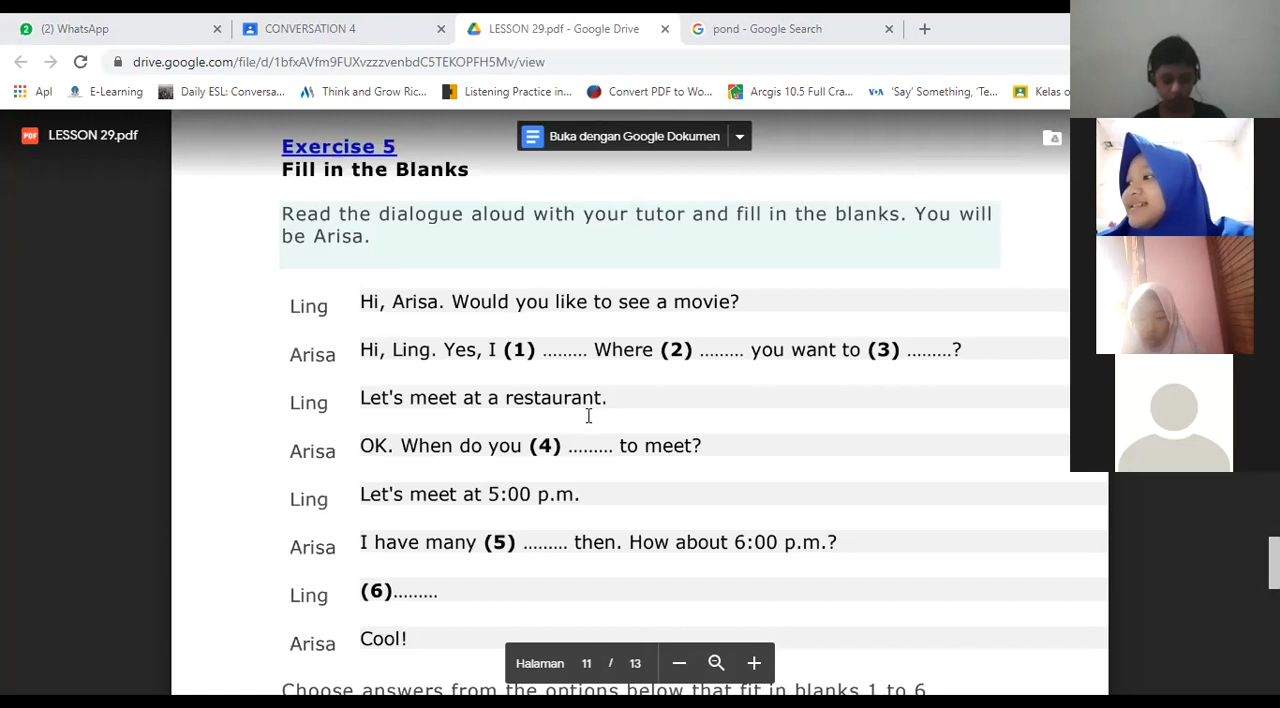 2 (2) WhatsApp
CONVERSATION 4
LESSON 29.pdf - Google Drive
pond - Google Search
drive.google.com/file/d/1bfxAVfm9FUXvzzzvenbdC5TEKOPFH5Mv/view
Apl
E-Learning
Daily ESL: Conversa...
Think and Grow Ric...
Listening Practice in...
Convert PDF to Wo...
Arcgis 10.5 Full Cra...
VOA 'Say' Something, 'Te...
Kelas o
PDF LESSON 29.pdf
Buka dengan Google Dokumen
Exercise 5
Fill in the Blanks
Read the dialogue aloud with your tutor and fill in the blanks. You will
be Arisa.
Ling Hi, Arisa. Would you like to see a movie?
Arisa Hi, Ling. Yes, I (1) ......... Where (2) ......... you want to (3) .........?
Ling Let's meet at a restaurant.
Arisa OK. When do you (4) ......... to meet?
Ling Let's meet at 5:00 p.m.
Arisa I have many (5) ......... then. How about 6:00 p.m.?
Ling (6).........
Arisa Cool!
Halaman 11 / 13
Choose answers from the options below that fit in blanks 1 to 6